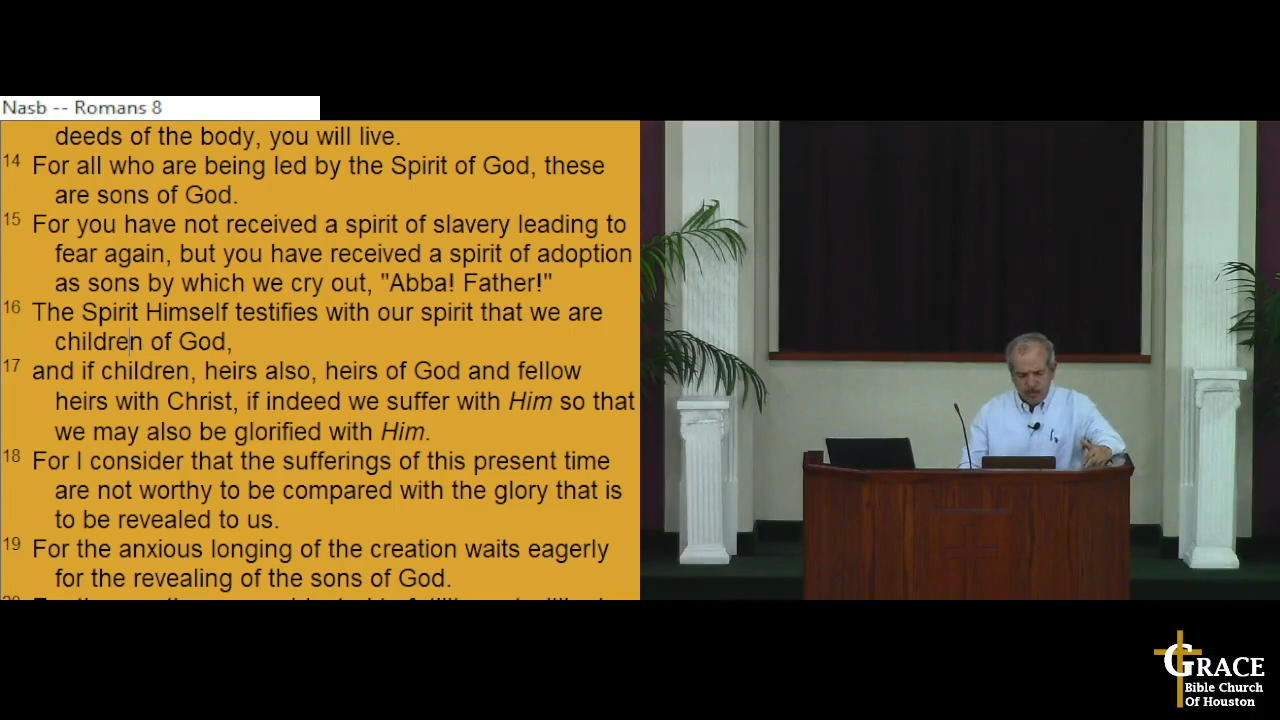 Nasb -- Romans 8
deeds of the body, you will live.
14 For all who are being led by the Spirit of God, these
are sons of God.
15 For you have not received a spirit of slavery leading to
fear again, but you have received a spirit of adoption
as sons by which we cry out, "Abba! Father!"
16 The Spirit Himself testifies with our spirit that we are
children of God,
17 and if children, heirs also, heirs of God and fellow
heirs with Christ, if indeed we suffer with Him so that
we may also be glorified with Him.
18 For I consider that the sufferings of this present time
are not worthy to be compared with the glory that is
to be revealed to us.
19 For the anxious longing of the creation waits eagerly
for the revealing of the sons of God.
GRACE
Bible Church
Of Houston